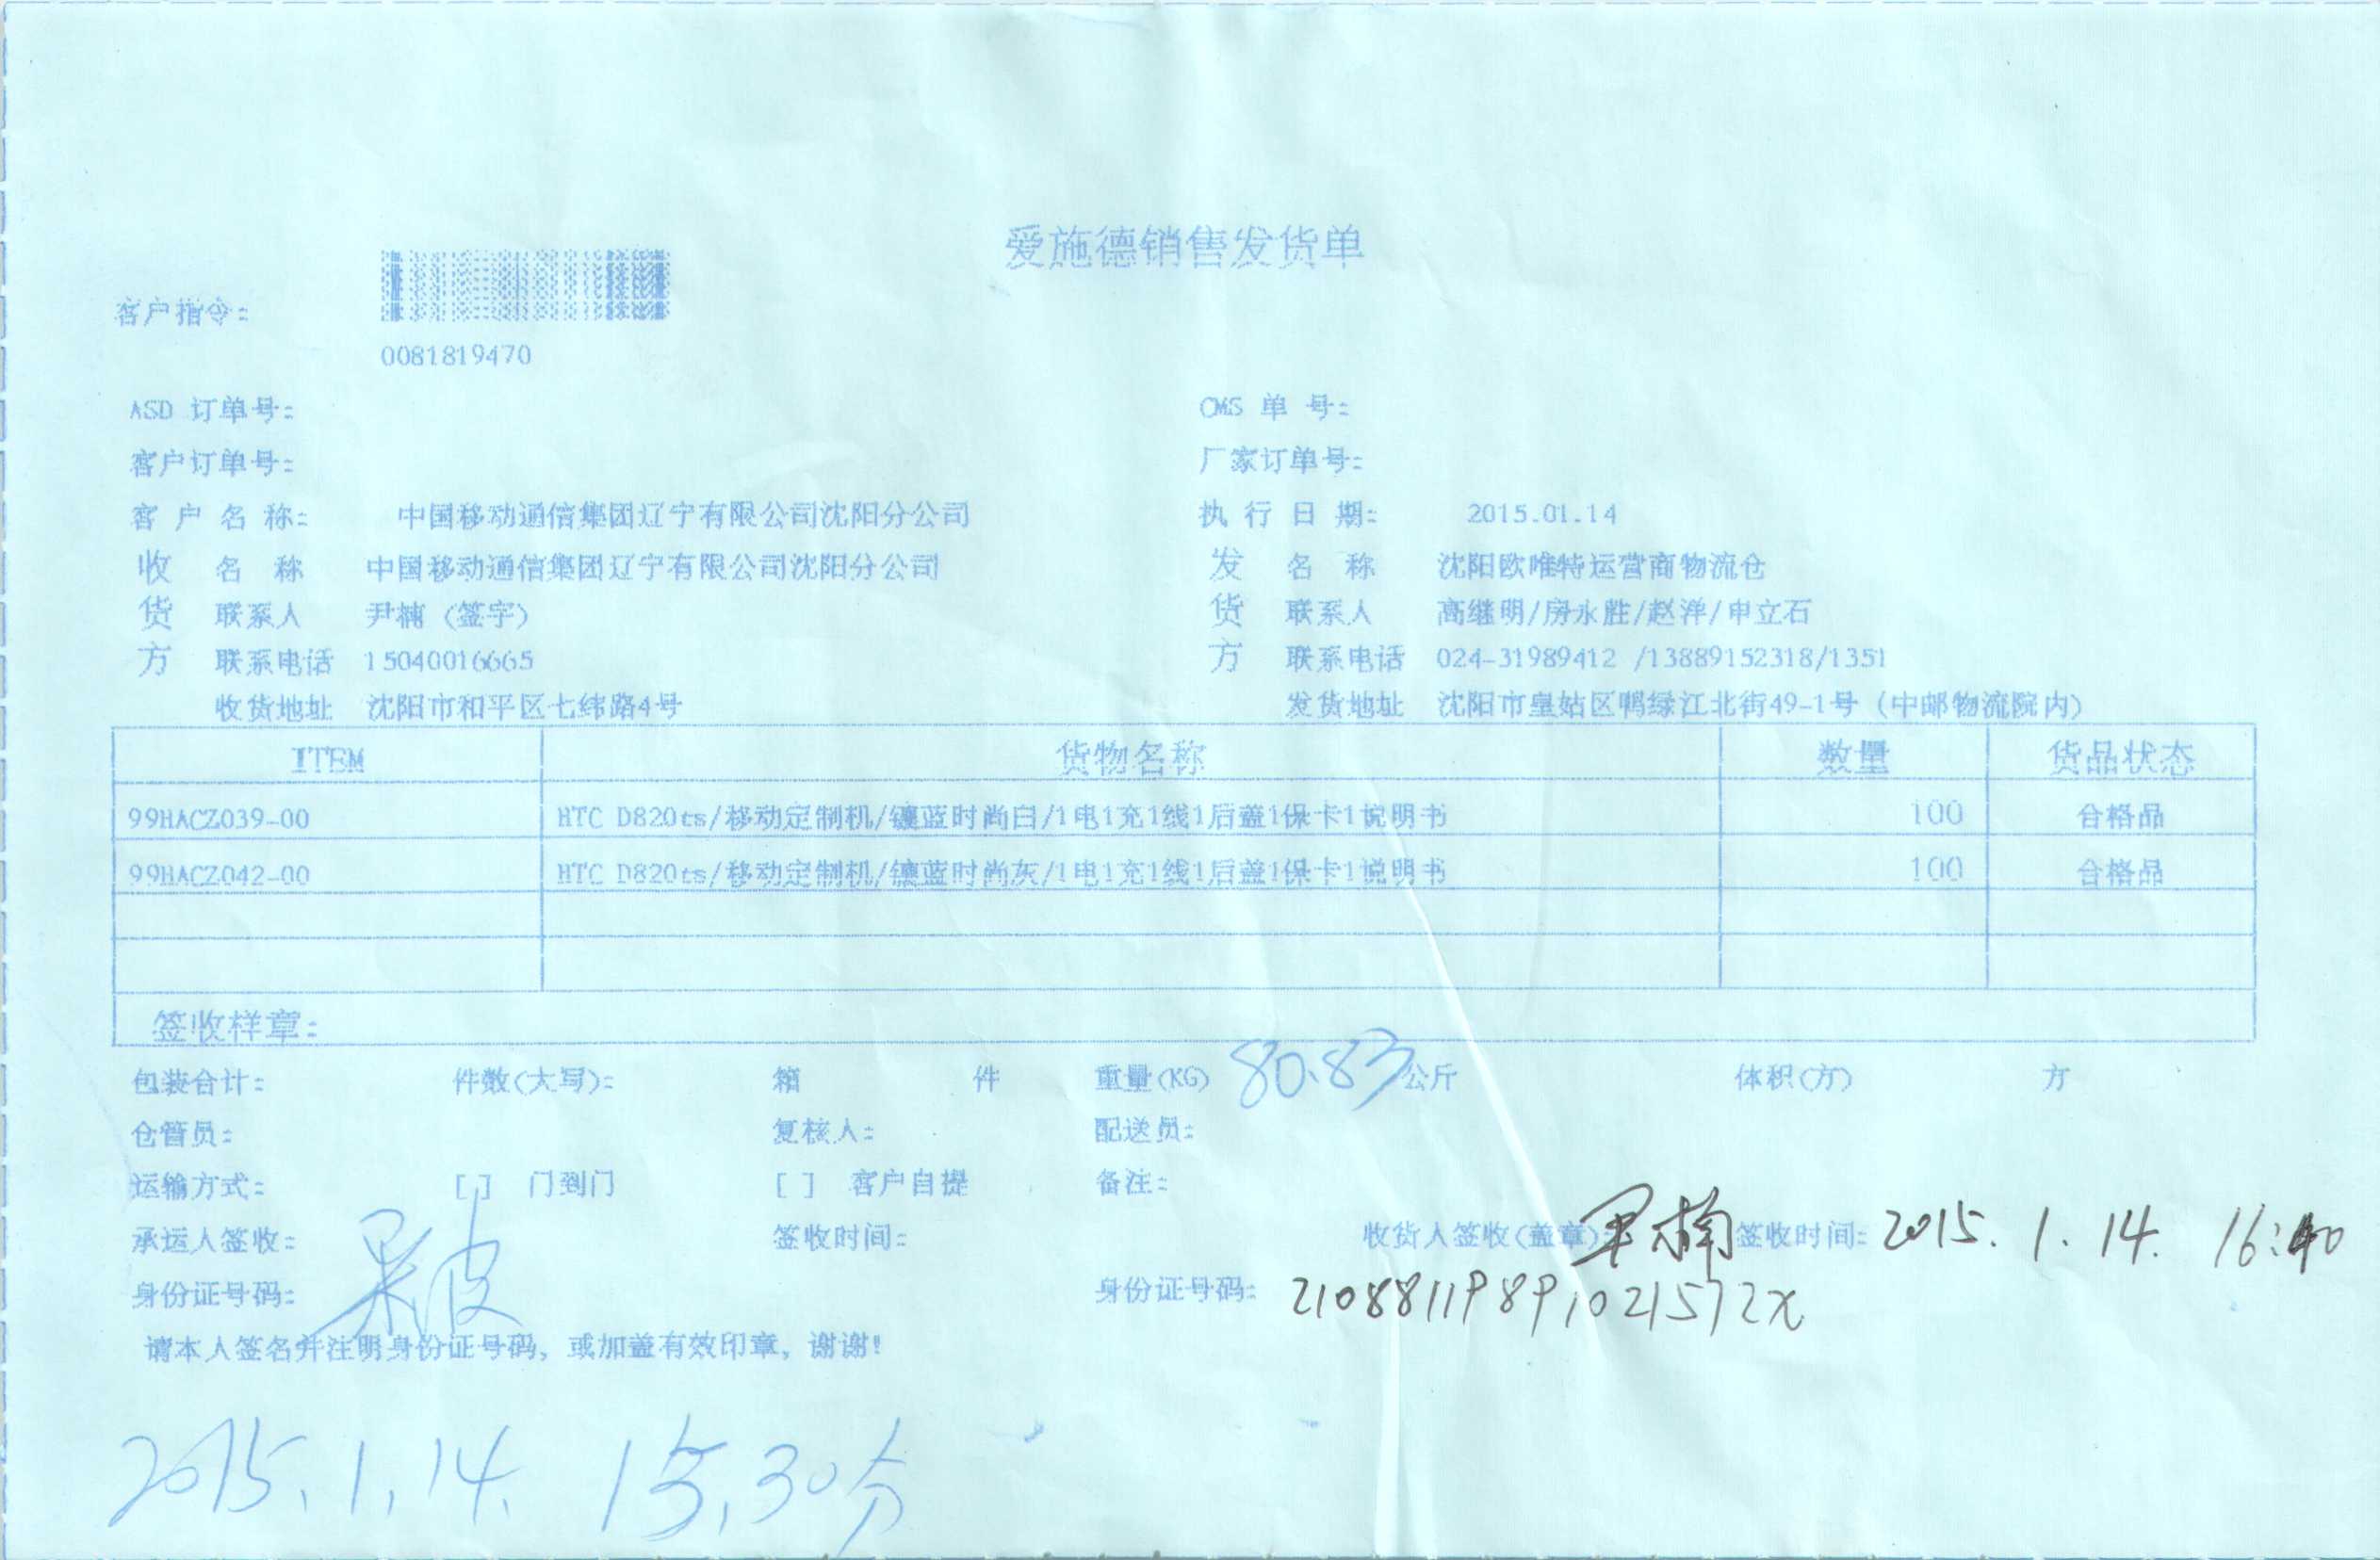 爱施德销售发货单
客户指令:
0081819470
ASD 订单号: CMS 单 号:
客户订单号: 厂家订单号:
客 户 名 称: 中国移动通信集团辽宁有限公司沈阳分公司 执 行 日 期: 2015.01.14
收 名 称 中国移动通信集团辽宁有限公司沈阳分公司 发 名 称 沈阳欧唯特运营商物流仓
货 联系人 尹楠 (签字) 货 联系人 高继明/房永胜/赵洋/申立石
方 联系电话 15040016665 方 联系电话 024-31989412 /13889152318/1351
收货地址 沈阳市和平区七纬路4号 发货地址 沈阳市皇姑区鸭绿江北街49-1号 (中邮物流院内)
ITEM 货物名称 数量 货品状态
99HACZ039-00 HTC D820ts/移动定制机/镶蓝时尚白/1电1充1线1后盖1保卡1说明书 100 合格品
99HACZ042-00 HTC D820ts/移动定制机/镶蓝时尚灰/1电1充1线1后盖1保卡1说明书 100 合格品
签收样章:
包装合计: 件数(大写): 箱 件 重量(KG) 80.83 公斤 体积(方) 方
仓管员: 复核人: 配送员:
运输方式: [ ] 门到门 [ ] 客户自提 备注:
承运人签收: 签收时间: 收货人签收(盖章): 尹楠 签收时间: 2015. 1. 14. 16:40
身份证号码: 身份证号码: 21088119891021572X
请本人签名并注明身份证号码, 或加盖有效印章, 谢谢!
2015.1.14. 15.30分